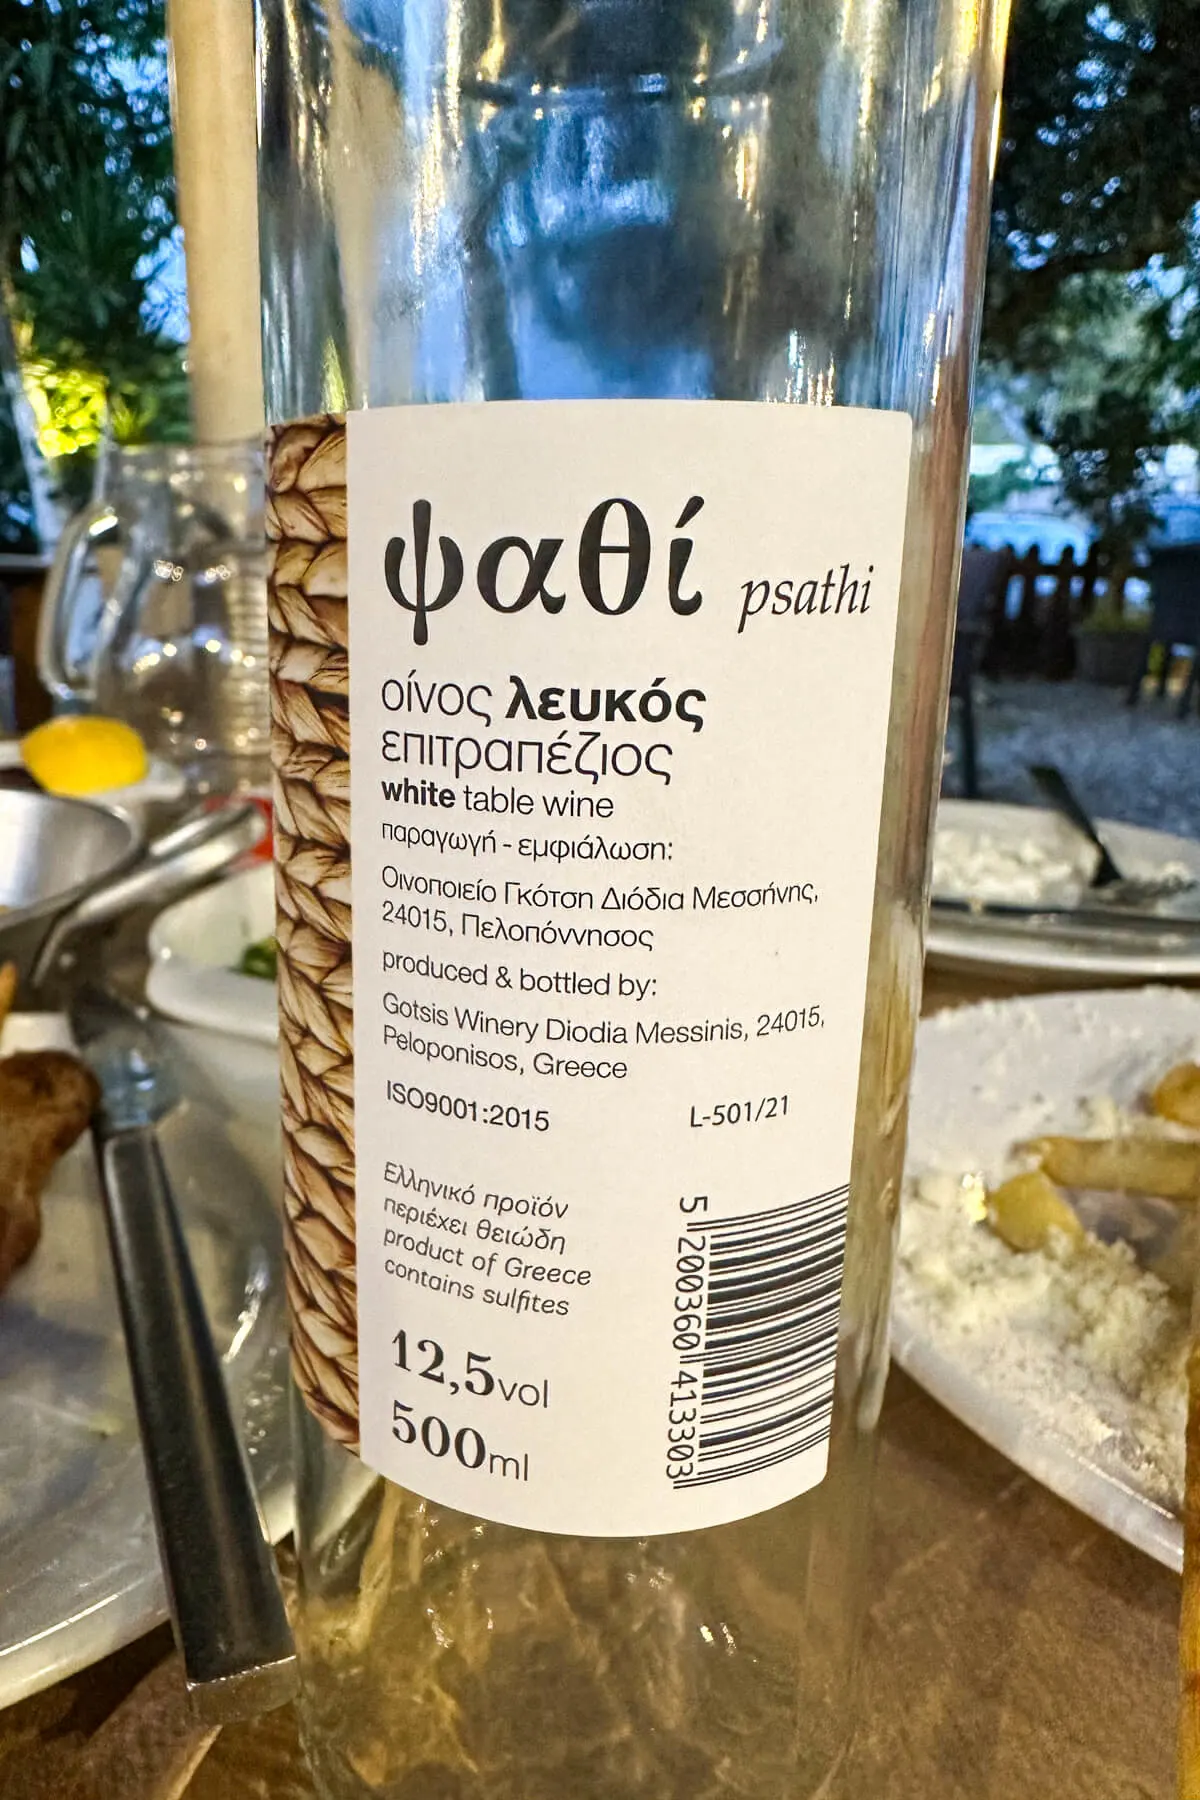 ψαθί psathi
οίνος λευκός
επιτραπέζιος
white table wine
παραγωγή - εμφιάλωση:
Οινοποιείο Γκότση Διόδια Μεσσήνης,
24015, Πελοπόννησος
produced & bottled by:
Gotsis Winery Diodia Messinis, 24015,
Peloponisos, Greece
ISO9001:2015 L-501/21
Ελληνικό προϊόν
περιέχει θειώδη
product of Greece
contains sulfites
12,5vol
500ml
5 200360 413303